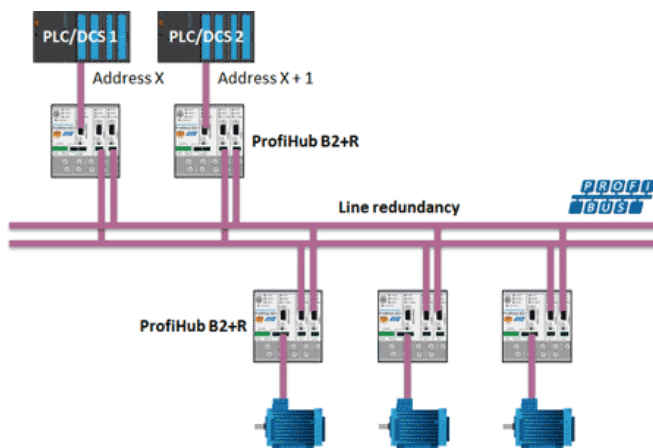 PLC/DCS 1
PLC/DCS 2
Address X
Address X + 1
ProfiHub B2+R
Line redundancy
PROFI
BUS
ProfiHub B2+R